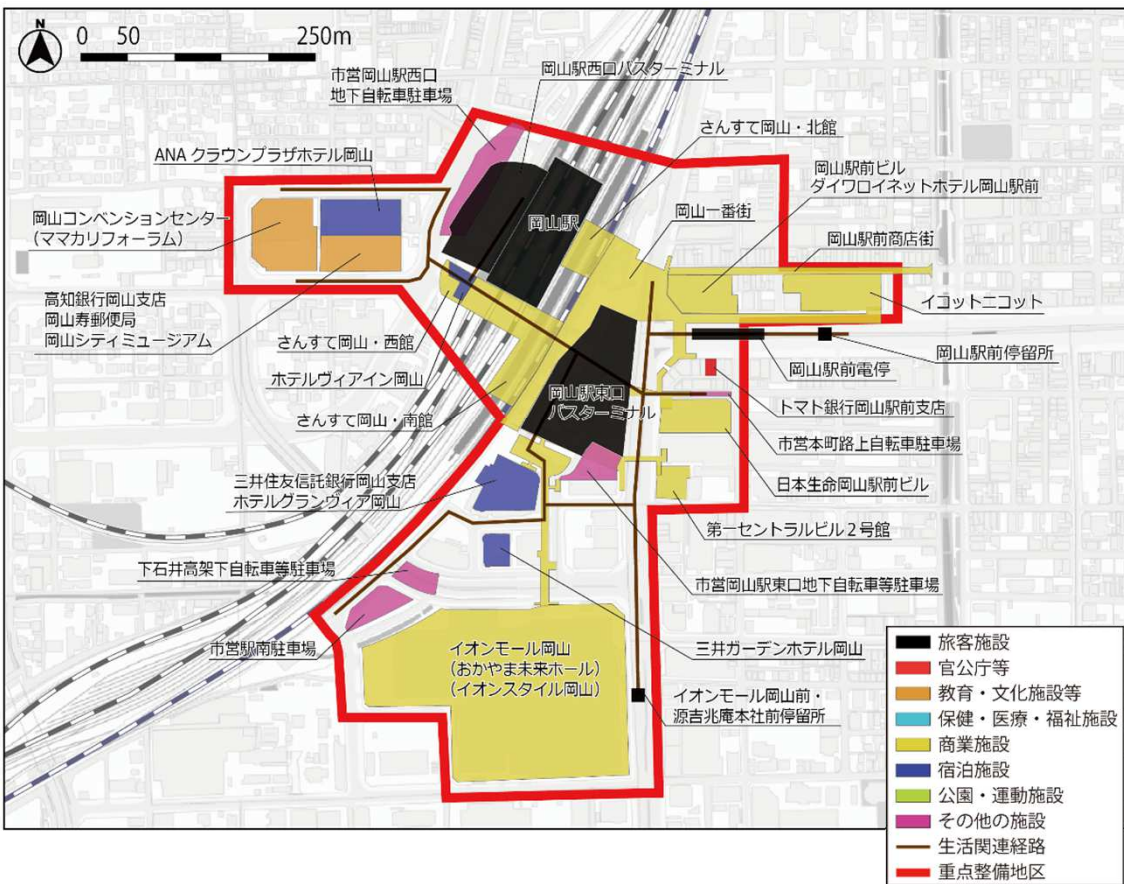 N
0 50 250m
市営岡山駅西口
地下自転車駐車場
岡山駅西口バスターミナル
さんすて岡山・北館
ANA クラウンプラザホテル岡山
岡山駅前ビル
ダイワロイネットホテル岡山駅前
岡山コンベンションセンター
(ママカリフォーラム)
岡山駅
岡山一番街
岡山駅前商店街
イコットニコット
高知銀行岡山支店
岡山寿郵便局
岡山シティミュージアム
さんすて岡山・西館
岡山駅前停留所
岡山駅前電停
ホテルヴィアイン岡山
岡山駅東口
バスターミナル
トマト銀行岡山駅前支店
さんすて岡山・南館
市営本町路上自転車駐車場
三井住友信託銀行岡山支店
ホテルグランヴィア岡山
日本生命岡山駅前ビル
第一セントラルビル2号館
下石井高架下自転車等駐車場
市営岡山駅東口地下自転車等駐車場
市営駅南駐車場
イオンモール岡山
(おかやま未来ホール)
(イオンスタイル岡山)
三井ガーデンホテル岡山
イオンモール岡山前・
源吉兆庵本社前停留所
旅客施設
官公庁等
教育・文化施設等
保健・医療・福祉施設
商業施設
宿泊施設
公園・運動施設
その他の施設
生活関連経路
重点整備地区